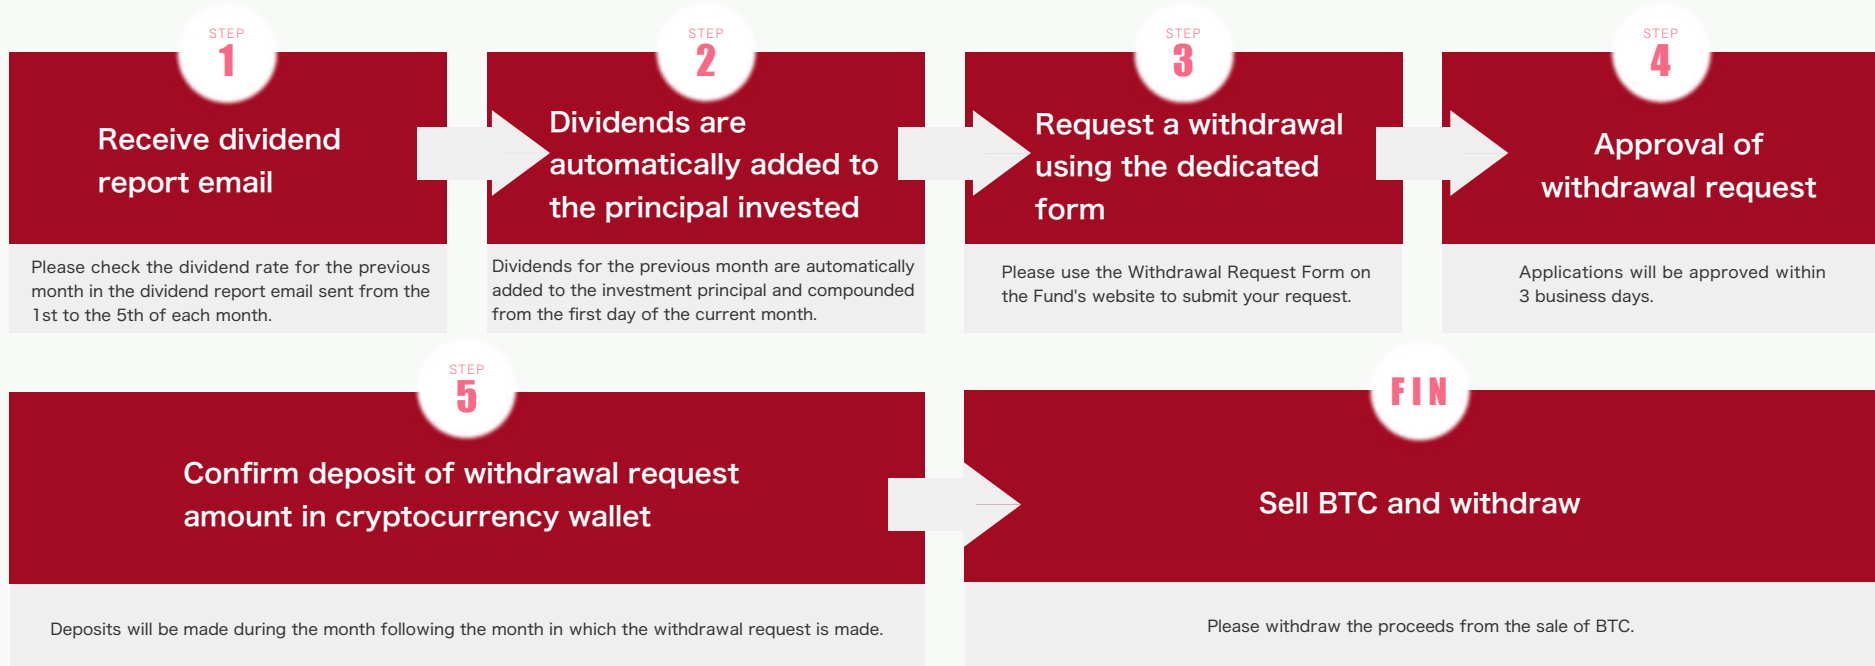 STEP
1
Receive dividend
report email
Please check the dividend rate for the previous
month in the dividend report email sent from the
1st to the 5th of each month.
STEP
2
Dividends are
automatically added to
the principal invested
Dividends for the previous month are automatically
added to the investment principal and compounded
from the first day of the current month.
STEP
3
Request a withdrawal
using the dedicated
form
Please use the Withdrawal Request Form on
the Fund's website to submit your request.
STEP
4
Approval of
withdrawal request
Applications will be approved within
3 business days.
STEP
5
Confirm deposit of withdrawal request
amount in cryptocurrency wallet
Deposits will be made during the month following the month in which the withdrawal request is made.
FIN
Sell BTC and withdraw
Please withdraw the proceeds from the sale of BTC.